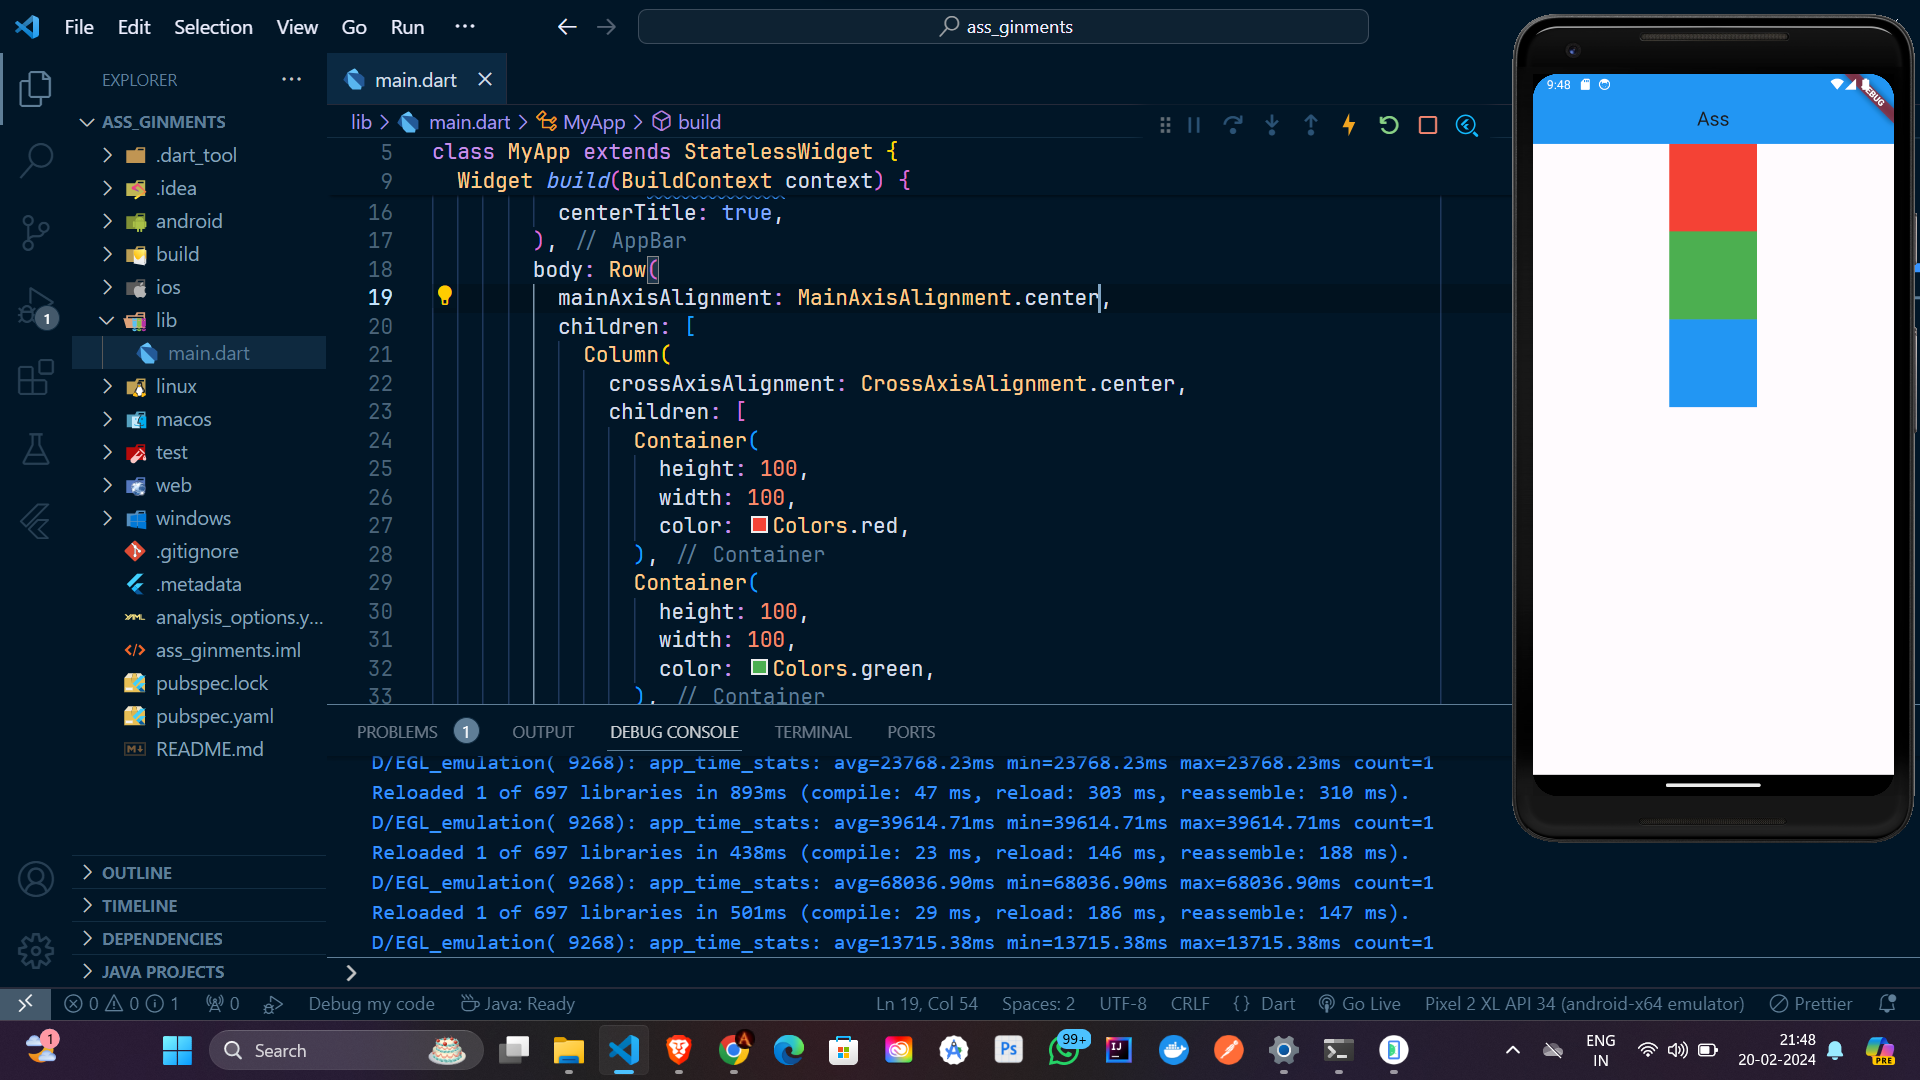 File Edit Selection View Go Run ···
ass_ginments
EXPLORER
ASS_GINMENTS
.dart_tool
.idea
android
build
ios
lib
main.dart
linux
macos
test
web
windows
.gitignore
.metadata
analysis_options.y...
ass_ginments.iml
pubspec.lock
pubspec.yaml
README.md
OUTLINE
TIMELINE
DEPENDENCIES
JAVA PROJECTS
1
main.dart
lib > main.dart > MyApp > build
5 class MyApp extends StatelessWidget {
9 Widget build(BuildContext context) {
16 centerTitle: true,
17 ), // AppBar
18 body: Row(
19 mainAxisAlignment: MainAxisAlignment.center,
20 children: [
21 Column(
22 crossAxisAlignment: CrossAxisAlignment.center,
23 children: [
24 Container(
25 height: 100,
26 width: 100,
27 color: Colors.red,
28 ), // Container
29 Container(
30 height: 100,
31 width: 100,
32 color: Colors.green,
33 ), // Container
PROBLEMS 1 OUTPUT DEBUG CONSOLE TERMINAL PORTS
D/EGL_emulation( 9268): app_time_stats: avg=23768.23ms min=23768.23ms max=23768.23ms count=1
Reloaded 1 of 697 libraries in 893ms (compile: 47 ms, reload: 303 ms, reassemble: 310 ms).
D/EGL_emulation( 9268): app_time_stats: avg=39614.71ms min=39614.71ms max=39614.71ms count=1
Reloaded 1 of 697 libraries in 438ms (compile: 23 ms, reload: 146 ms, reassemble: 188 ms).
D/EGL_emulation( 9268): app_time_stats: avg=68036.90ms min=68036.90ms max=68036.90ms count=1
Reloaded 1 of 697 libraries in 501ms (compile: 29 ms, reload: 186 ms, reassemble: 147 ms).
D/EGL_emulation( 9268): app_time_stats: avg=13715.38ms min=13715.38ms max=13715.38ms count=1
>
9:48
DEBUG
Ass
0 0 1 0 Debug my code Java: Ready Ln 19, Col 54 Spaces: 2 UTF-8 CRLF {} Dart Go Live Pixel 2 XL API 34 (android-x64 emulator) Prettier
1
Search
A
Ps
99+
IJ
ENG
IN
21:48
20-02-2024
PRE